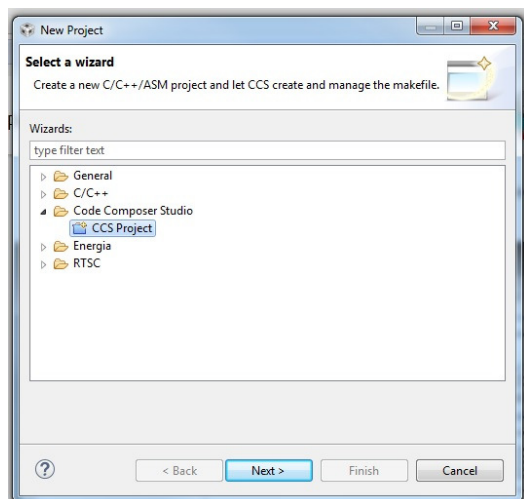 New Project
Select a wizard
Create a new C/C++/ASM project and let CCS create and manage the makefile.
Wizards:
type filter text
General
C/C++
Code Composer Studio
CCS Project
Energia
RTSC
< Back Next > Finish Cancel